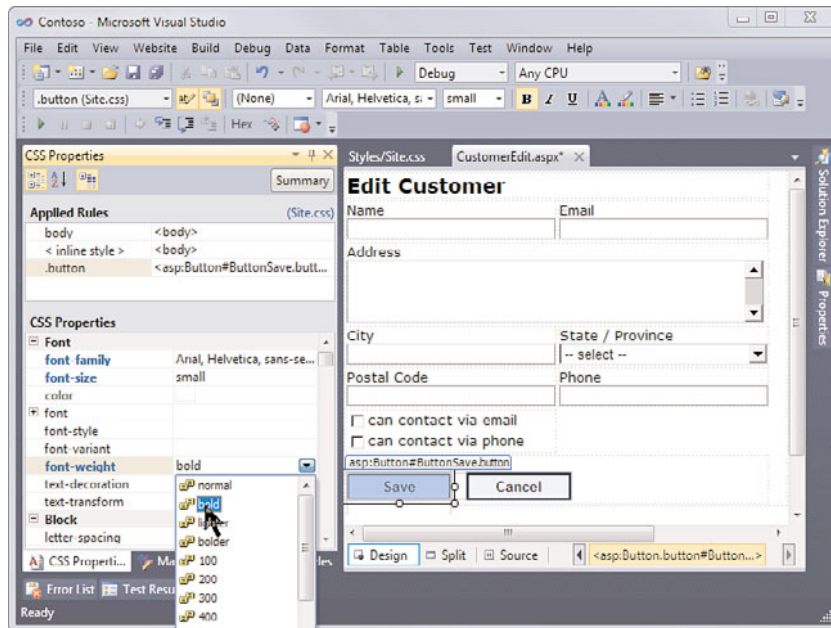 Contoso - Microsoft Visual Studio
File Edit View Website Build Debug Data Format Table Tools Test Window Help
Debug Any CPU
.button (Site.css) (None) Arial, Helvetica, s small B I U A
Hex
CSS Properties
Summary
Applied Rules (Site.css)
body <body>
< inline style > <body>
.button <asp:Button#ButtonSave.butt...
CSS Properties
Font
font-family Arial, Helvetica, sans-se...
font-size small
color
font
font-style
font-variant
font-weight bold
text-decoration
text-transform
Block
letter-spacing
normal
bold
lighter
bolder
100
200
300
400
CSS Properti... Ma
Error List Test Resu
Ready
Styles/Site.css CustomerEdit.aspx*
Edit Customer
Name Email
Address
City State / Province
-- select --
Postal Code Phone
can contact via email
can contact via phone
asp:Button#ButtonSave.button
Save Cancel
Design Split Source <asp:Button.button#Button...>
Solution Explorer
Properties